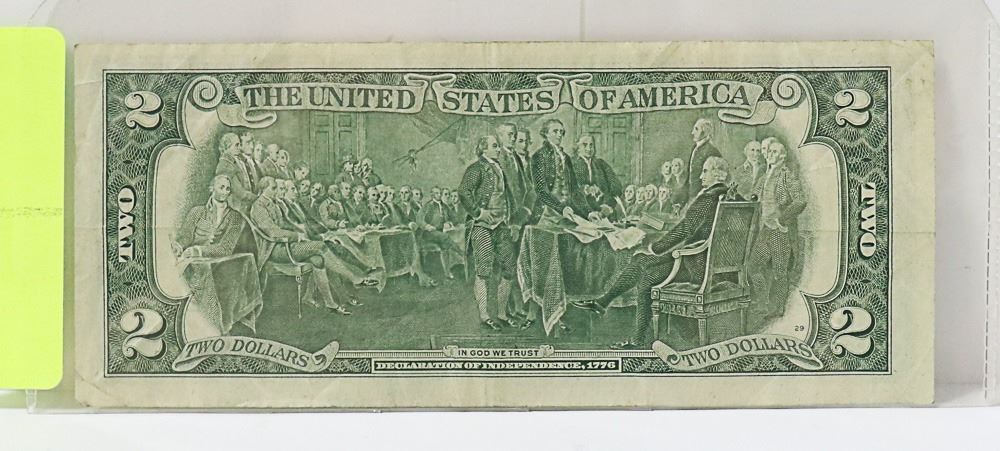 2 THE UNITED STATES OF AMERICA 2
TWO TWO
29
2 TWO DOLLARS IN GOD WE TRUST TWO DOLLARS 2
DECLARATION OF INDEPENDENCE, 1776